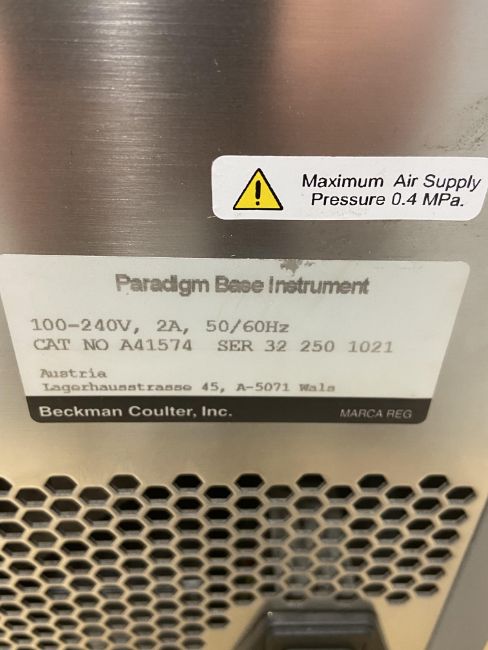 Maximum Air Supply
Pressure 0.4 MPa.
Paradigm Base Instrument
100-240V, 2A, 50/60Hz
CAT NO A41574 SER 32 250 1021
Austria
Lagerhausstrasse 45, A-5071 Wals
Beckman Coulter, Inc. MARCA REG